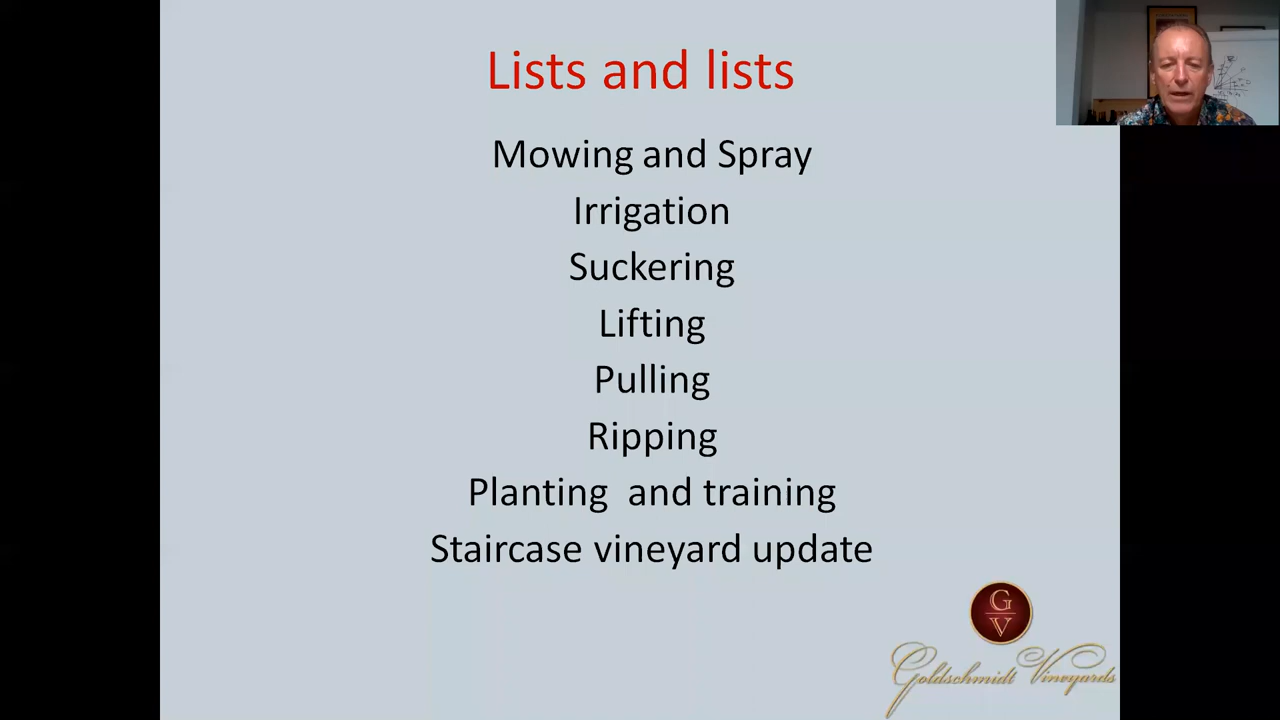 Lists and lists
Mowing and Spray
Irrigation
Suckering
Lifting
Pulling
Ripping
Planting and training
Staircase vineyard update
G
V
Goldschmidt Vineyards